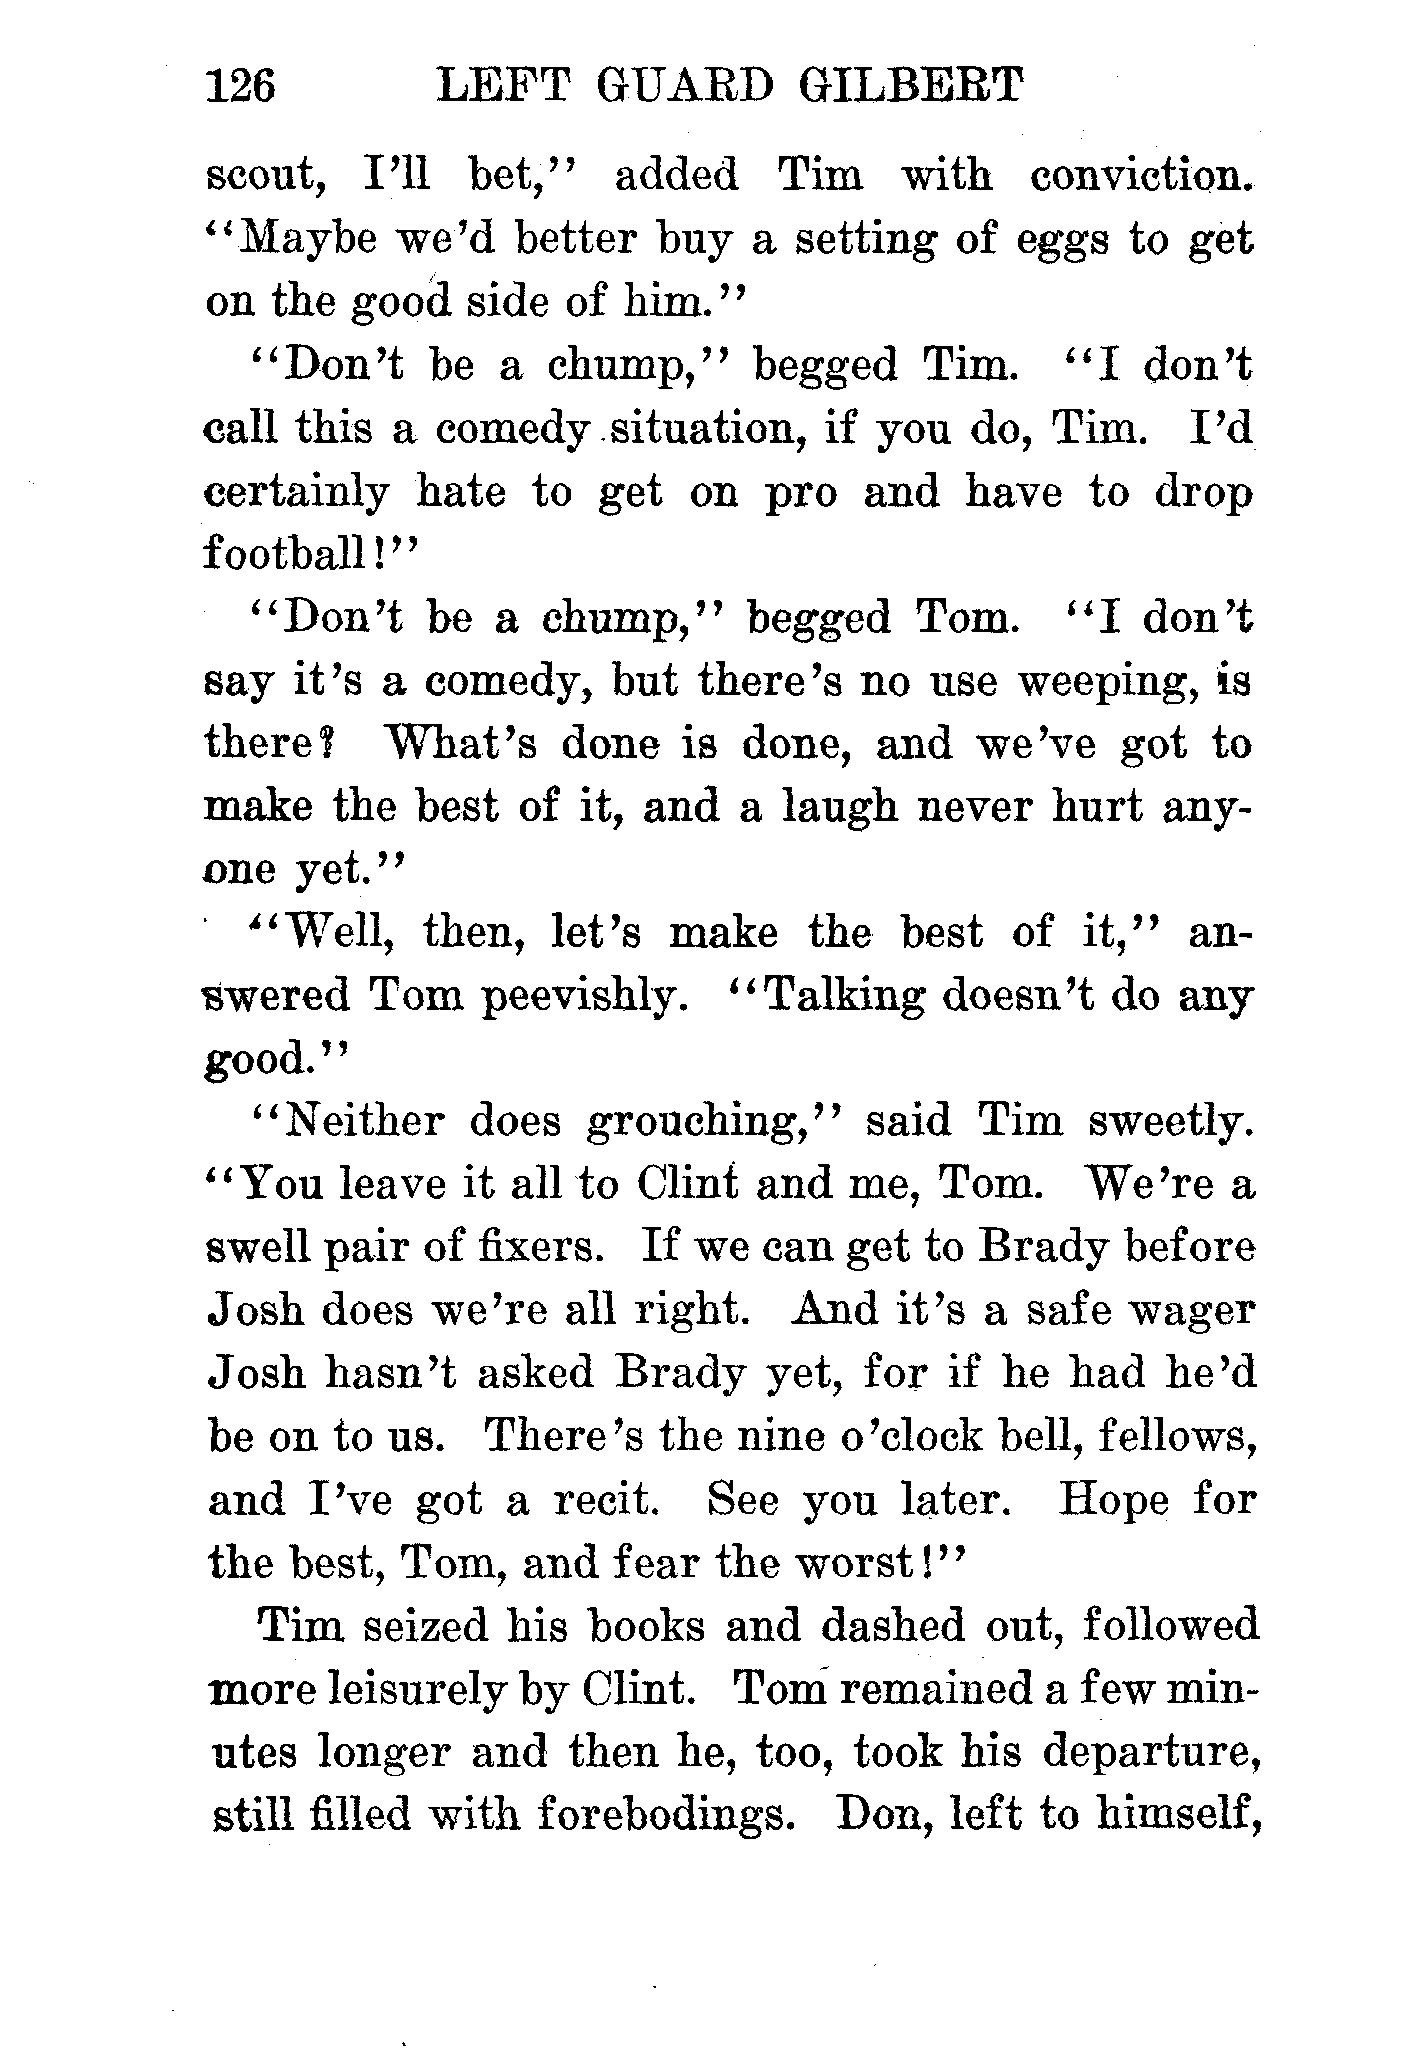 126 LEFT GUARD GILBERT
scout, I'll bet,'' added Tim with conviction.
"Maybe we'd better buy a setting of eggs to get
on the good side of him."
"Don't be a chump," begged Tim. "I don't
call this a comedy situation, if you do, Tim. I'd
certainly hate to get on pro and have to drop
football!"
"Don't be a chump," begged Tom. "I don't
say it's a comedy, but there's no use weeping, is
there? What's done is done, and we've got to
make the best of it, and a laugh never hurt any-
one yet."
"Well, then, let's make the best of it," an-
swered Tom peevishly. "Talking doesn't do any
good."
"Neither does grouching," said Tim sweetly.
"You leave it all to Clint and me, Tom. We're a
swell pair of fixers. If we can get to Brady before
Josh does we're all right. And it's a safe wager
Josh hasn't asked Brady yet, for if he had he'd
be on to us. There's the nine o'clock bell, fellows,
and I've got a recit. See you later. Hope for
the best, Tom, and fear the worst!"
Tim seized his books and dashed out, followed
more leisurely by Clint. Tom remained a few min-
utes longer and then he, too, took his departure,
still filled with forebodings. Don, left to himself,